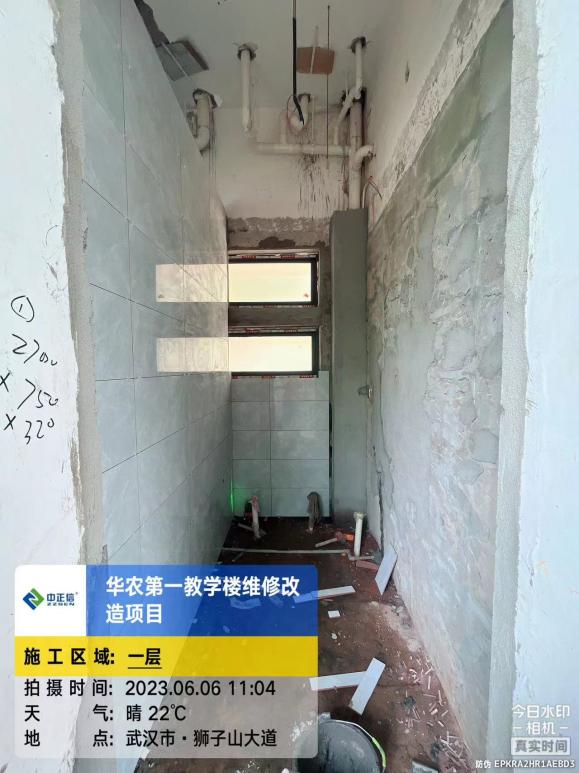 ①
2700
× 750
× 320
中正信®
ZZSEN
华农第一教学楼维修改
造项目
施工区域: 一层
拍摄时间: 2023.06.06 11:04
天 气: 晴 22℃
地 点: 武汉市·狮子山大道
今日水印
相机
真实时间
防伪 EPKRA2HR1AEBD3